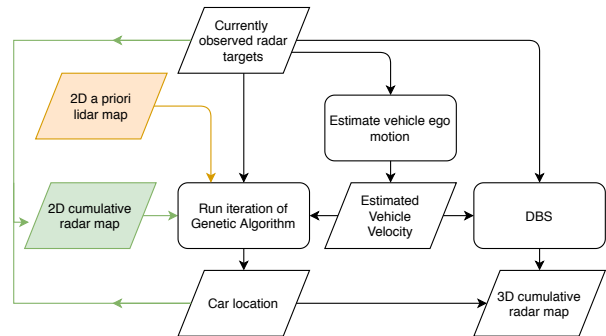 Currently
observed radar
targets
2D a priori
lidar map
Estimate vehicle ego
motion
2D cumulative
radar map
Run iteration of
Genetic Algorithm
Estimated
Vehicle
Velocity
DBS
Car location
3D cumulative
radar map